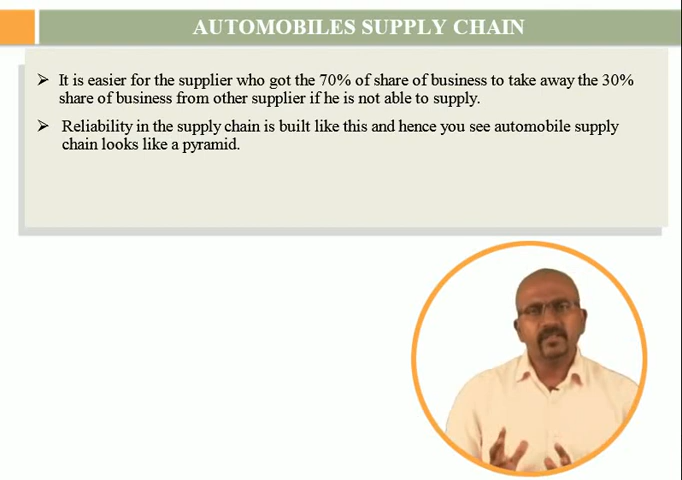 AUTOMOBILES SUPPLY CHAIN
➢ It is easier for the supplier who got the 70% of share of business to take away the 30%
share of business from other supplier if he is not able to supply.
➢ Reliability in the supply chain is built like this and hence you see automobile supply
chain looks like a pyramid.